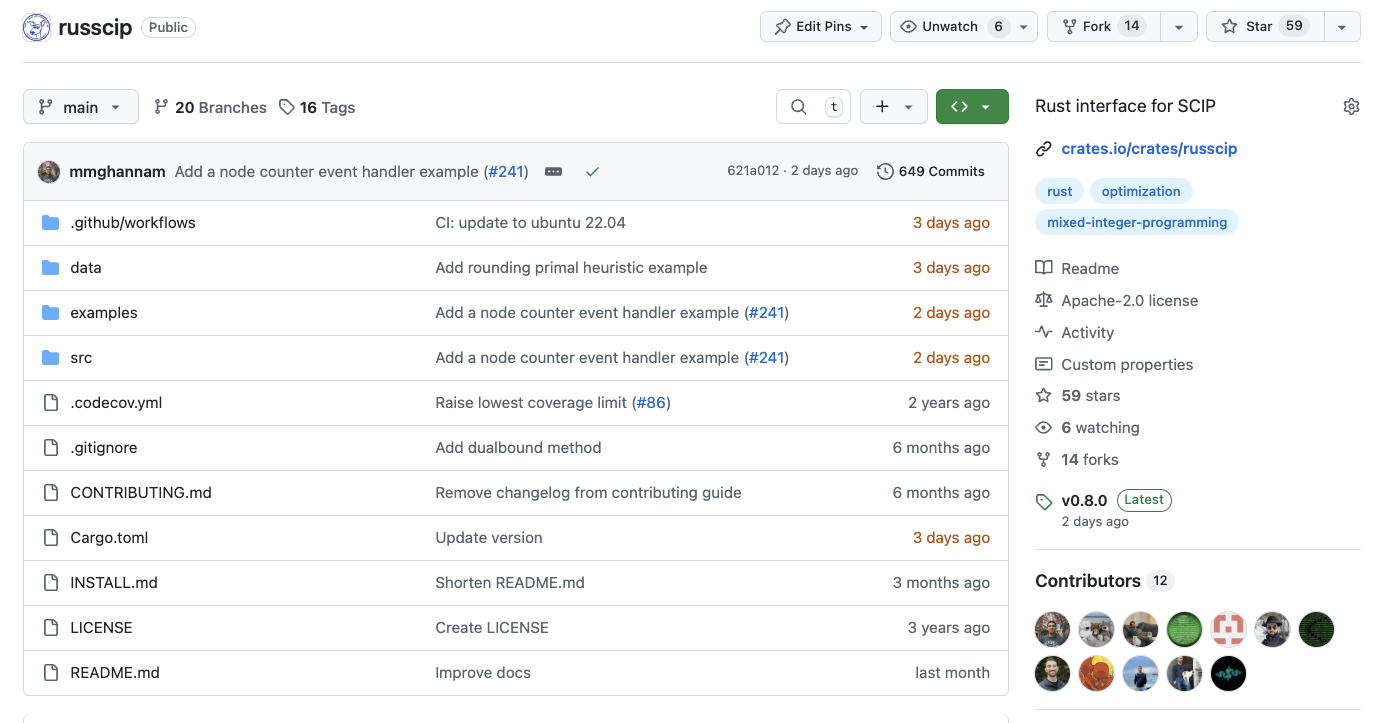 russcip Public Edit Pins Unwatch 6 Fork 14 Star 59
main 20 Branches 16 Tags t
mmghannam Add a node counter event handler example (#241) 621a012 · 2 days ago 649 Commits
.github/workflows CI: update to ubuntu 22.04 3 days ago
data Add rounding primal heuristic example 3 days ago
examples Add a node counter event handler example (#241) 2 days ago
src Add a node counter event handler example (#241) 2 days ago
.codecov.yml Raise lowest coverage limit (#86) 2 years ago
.gitignore Add dualbound method 6 months ago
CONTRIBUTING.md Remove changelog from contributing guide 6 months ago
Cargo.toml Update version 3 days ago
INSTALL.md Shorten README.md 3 months ago
LICENSE Create LICENSE 3 years ago
README.md Improve docs last month
Rust interface for SCIP
crates.io/crates/russcip
rust optimization
mixed-integer-programming
Readme
Apache-2.0 license
Activity
Custom properties
59 stars
6 watching
14 forks
v0.8.0 Latest
2 days ago
Contributors 12